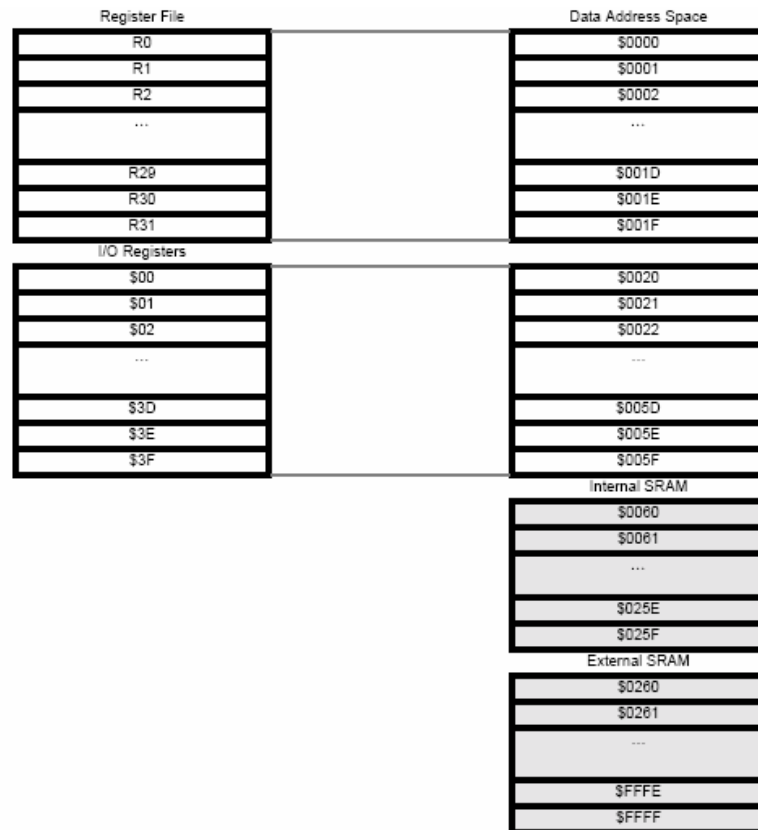 Register File
Data Address Space
R0
$0000
R1
$0001
R2
$0002
...
...
R29
$001D
R30
$001E
R31
$001F
I/O Registers
$00
$0020
$01
$0021
$02
$0022
...
...
$3D
$005D
$3E
$005E
$3F
$005F
Internal SRAM
$0060
$0061
...
$025E
$025F
External SRAM
$0260
$0261
...
$FFFE
$FFFF